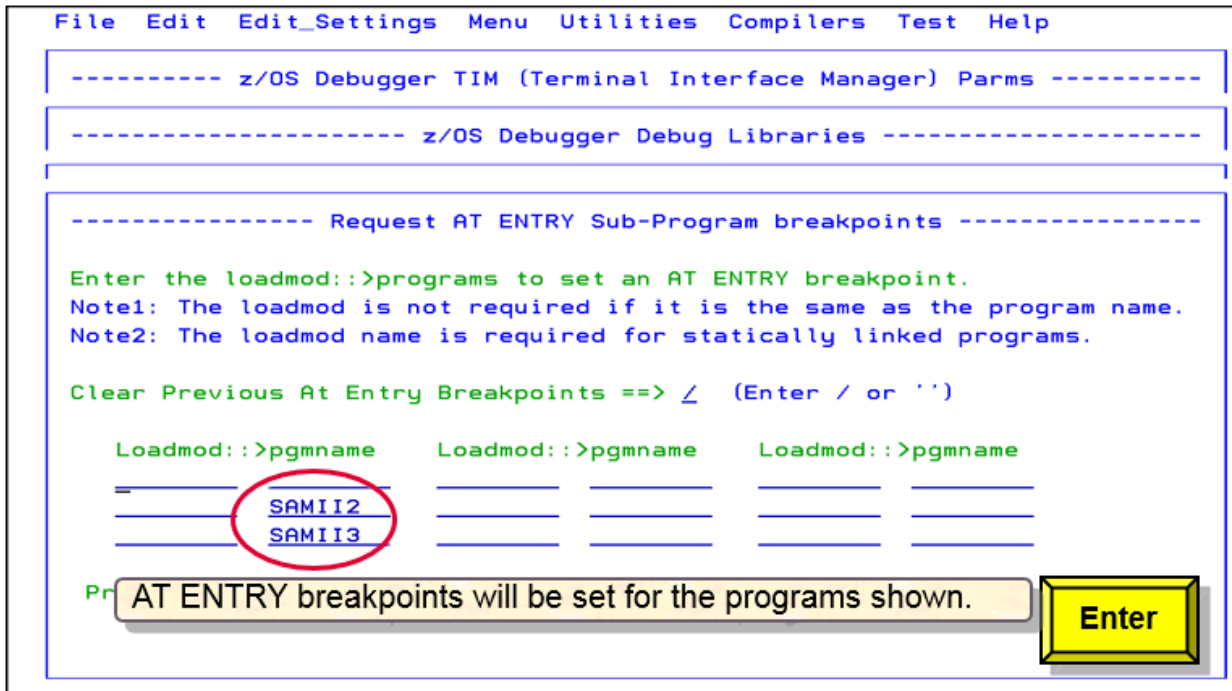 File Edit Edit_Settings Menu Utilities Compilers Test Help
---------- z/OS Debugger TIM (Terminal Interface Manager) Parms ----------
---------------------- z/OS Debugger Debug Libraries ---------------------
---------------- Request AT ENTRY Sub-Program breakpoints ----------------
Enter the loadmod::>programs to set an AT ENTRY breakpoint.
Note1: The loadmod is not required if it is the same as the program name.
Note2: The loadmod name is required for statically linked programs.
Clear Previous At Entry Breakpoints ==> / (Enter / or '')
Loadmod::>pgmname Loadmod::>pgmname Loadmod::>pgmname
SAMII2
SAMII3
Pr
AT ENTRY breakpoints will be set for the programs shown.
Enter